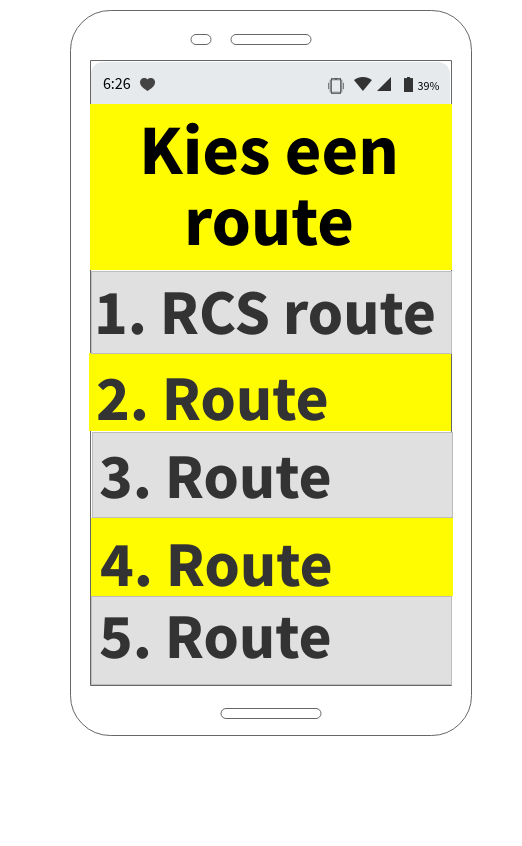 6:26 39%
Kies een
route
1. RCS route
2. Route
3. Route
4. Route
5. Route